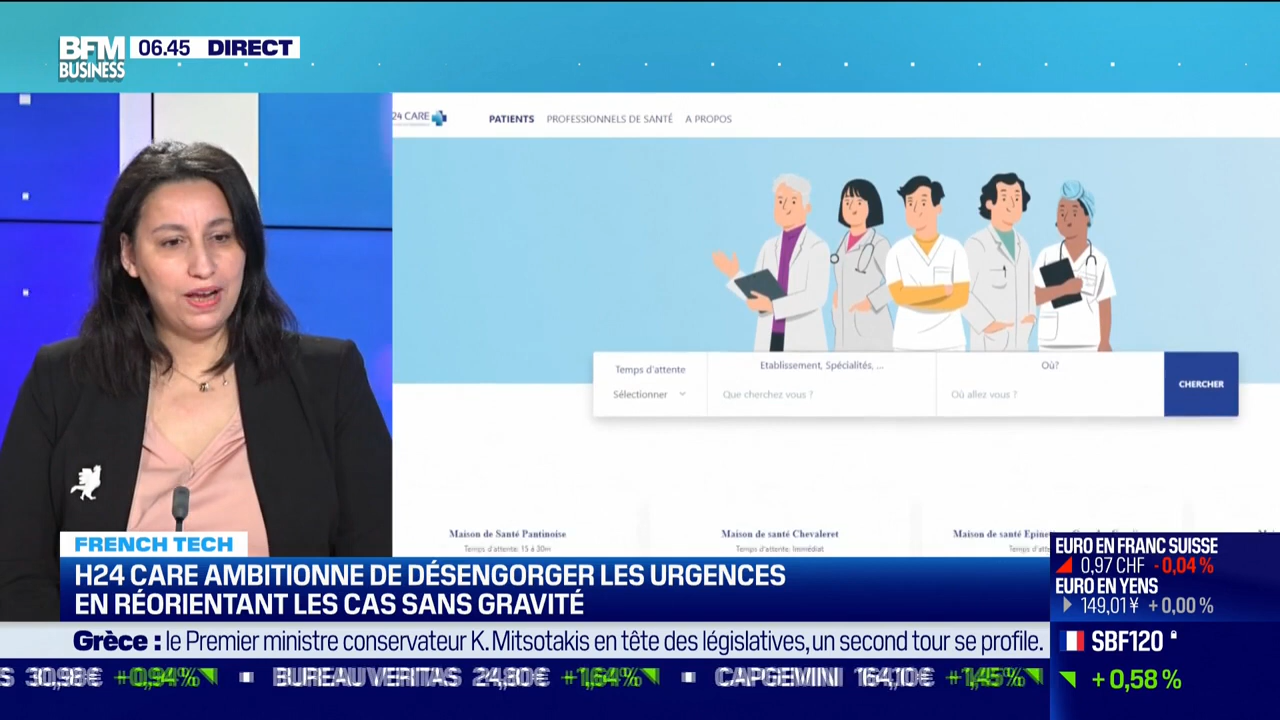 BFM
BUSINESS
06.45 DIRECT
24 CARE
PATIENTS PROFESSIONNELS DE SANTÉ A PROPOS
Temps d'attente
Sélectionner
Etablissement, Spécialités, ...
Que cherchez vous ?
Où?
Où allez vous ?
CHERCHER
Maison de Santé Pantinoise
Temps d'attente: 15 à 30m
Maison de santé Chevaleret
Temps d'attente: Immédiat
Maison de santé
FRENCH TECH
H24 CARE AMBITIONNE DE DÉSENGORGER LES URGENCES
EN RÉORIENTANT LES CAS SANS GRAVITÉ
EURO EN FRANC SUISSE
0,97 CHF -0,04 %
EURO EN YENS
149,01 ¥ +0,00 %
Grèce : le Premier ministre conservateur K. Mitsotakis en tête des législatives, un second tour se profile.
SBF120
+0,58 %
S 30,98€ +0,94% BUREAU VERITAS 24,80€ +1,64% CAPGEMINI 164,10€ +1,45%